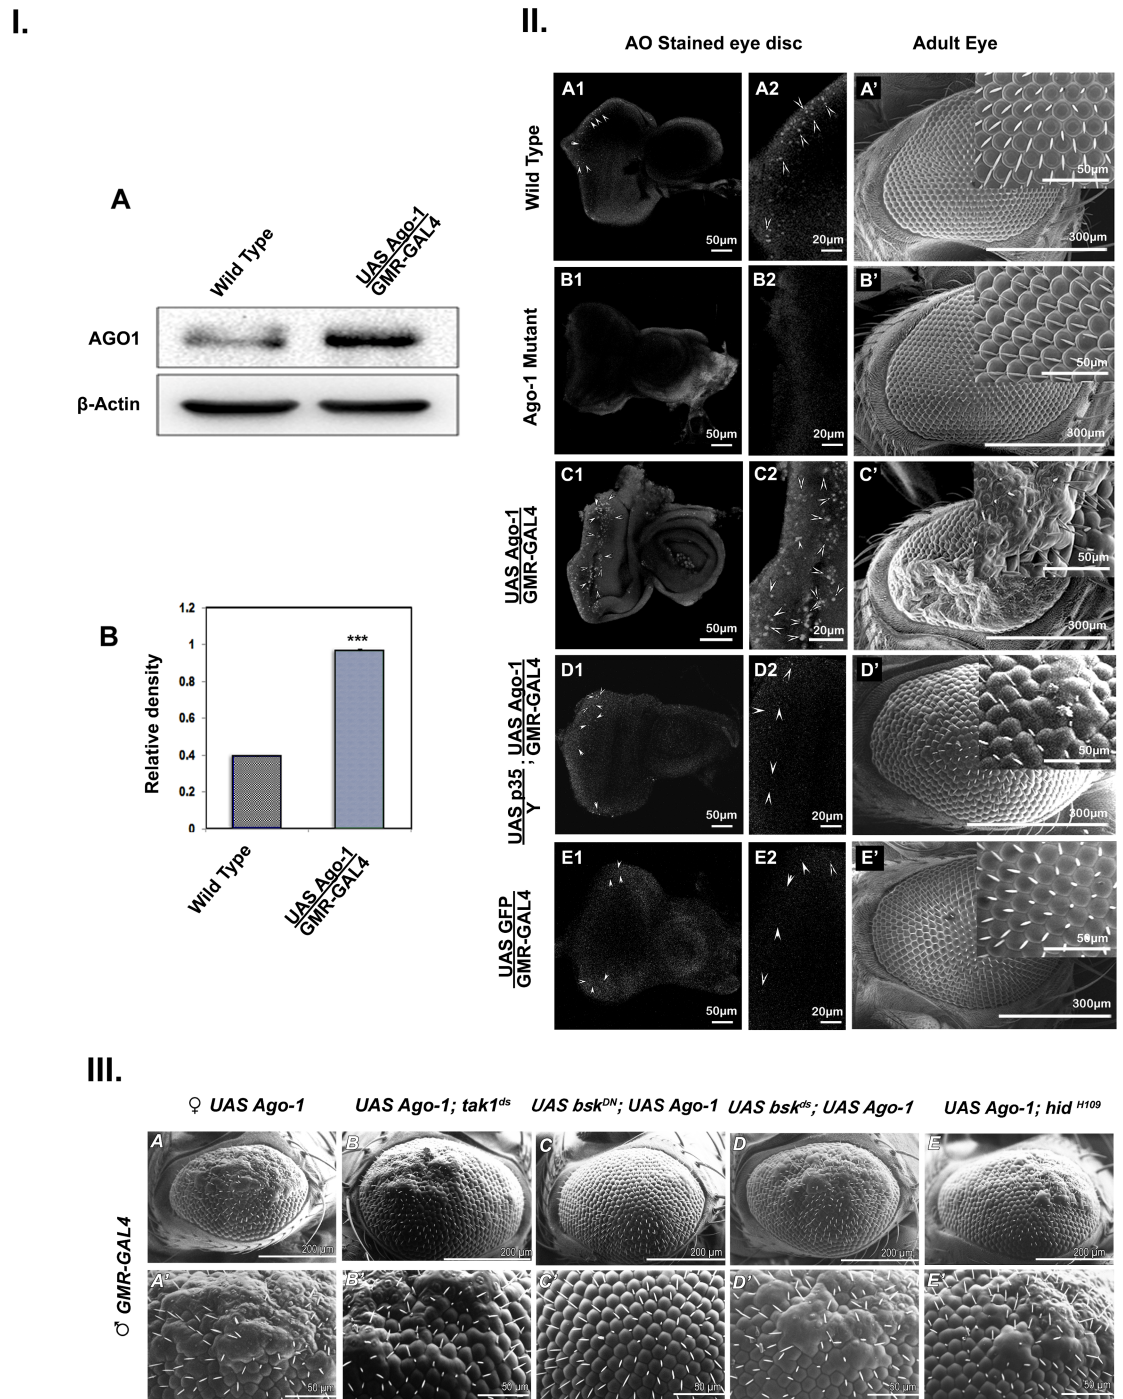 I.
A
Wild Type
UAS Ago-1
GMR-GAL4
AGO1
β-Actin
B
Relative density
1.2
1
0.8
0.6
0.4
0.2
0
***
Wild Type
UAS Ago-1
GMR-GAL4
II.
AO Stained eye disc
Adult Eye
Wild Type
A1
50µm
A2
20µm
A’
50µm
300µm
Ago-1 Mutant
B1
50µm
B2
20µm
B’
50µm
300µm
UAS Ago-1
GMR-GAL4
C1
50µm
C2
20µm
C’
50µm
300µm
UAS p35 ; UAS Ago-1
Y GMR-GAL4
D1
50µm
D2
20µm
D’
50µm
300µm
UAS GFP
GMR-GAL4
E1
50µm
E2
20µm
E’
50µm
300µm
III.
♀ UAS Ago-1
UAS Ago-1; tak1ds
UAS bskDN; UAS Ago-1
UAS bskds; UAS Ago-1
UAS Ago-1; hid H109
♂ GMR-GAL4
A
200 µm
B
200 µm
C
200 µm
D
200 µm
E
200 µm
A’
50 µm
B’
50 µm
C’
50 µm
D’
50 µm
E’
50 µm